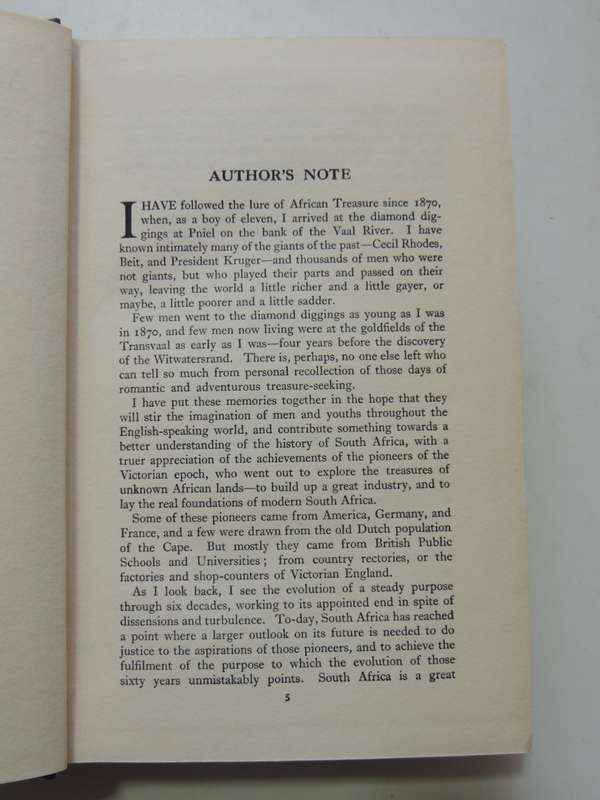 AUTHOR'S NOTE
I HAVE followed the lure of African Treasure since 1870,
when, as a boy of eleven, I arrived at the diamond dig-
gings at Pniel on the bank of the Vaal River. I have
known intimately many of the giants of the past—Cecil Rhodes,
Beit, and President Kruger—and thousands of men who were
not giants, but who played their parts and passed on their
way, leaving the world a little richer and a little gayer, or
maybe, a little poorer and a little sadder.
Few men went to the diamond diggings as young as I was
in 1870, and few men now living were at the goldfields of the
Transvaal as early as I was—four years before the discovery
of the Witwatersrand. There is, perhaps, no one else left who
can tell so much from personal recollection of those days of
romantic and adventurous treasure-seeking.
I have put these memories together in the hope that they
will stir the imagination of men and youths throughout the
English-speaking world, and contribute something towards a
better understanding of the history of South Africa, with a
truer appreciation of the achievements of the pioneers of the
Victorian epoch, who went out to explore the treasures of
unknown African lands—to build up a great industry, and to
lay the real foundations of modern South Africa.
Some of these pioneers came from America, Germany, and
France, and a few were drawn from the old Dutch population
of the Cape. But mostly they came from British Public
Schools and Universities; from country rectories, or the
factories and shop-counters of Victorian England.
As I look back, I see the evolution of a steady purpose
through six decades, working to its appointed end in spite of
dissensions and turbulence. To-day, South Africa has reached
a point where a larger outlook on its future is needed to do
justice to the aspirations of those pioneers, and to achieve the
fulfilment of the purpose to which the evolution of those
sixty years unmistakably points. South Africa is a great
5